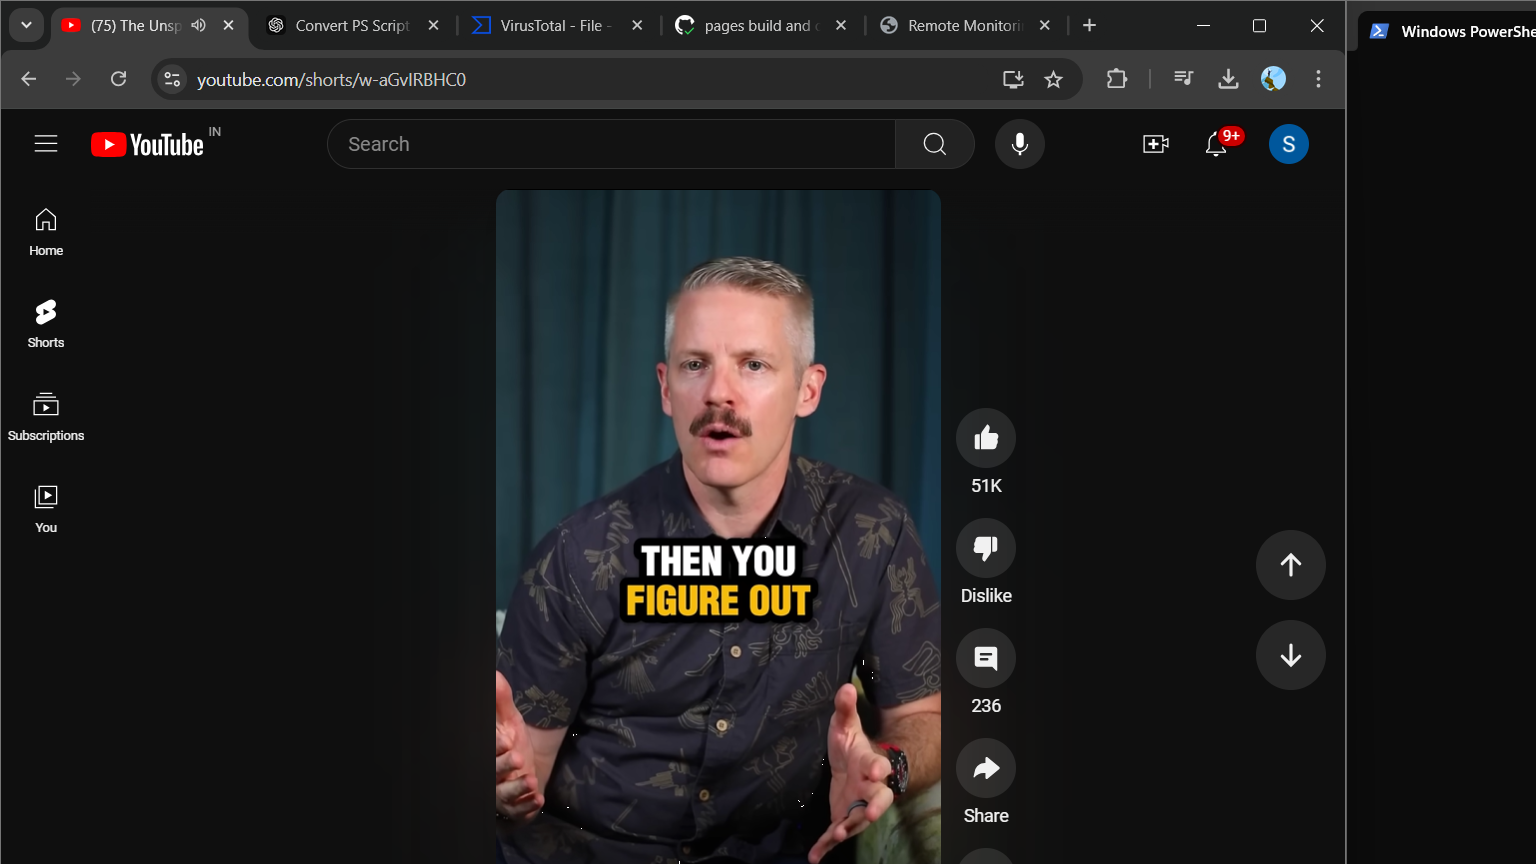 (75) The Unsp
Convert PS Script
VirusTotal - File -
pages build and
Remote Monitori
Windows PowerShe
youtube.com/shorts/w-aGvIRBHC0
YouTube IN
Search
9+
S
Home
Shorts
Subscriptions
You
THEN YOU
FIGURE OUT
51K
Dislike
236
Share